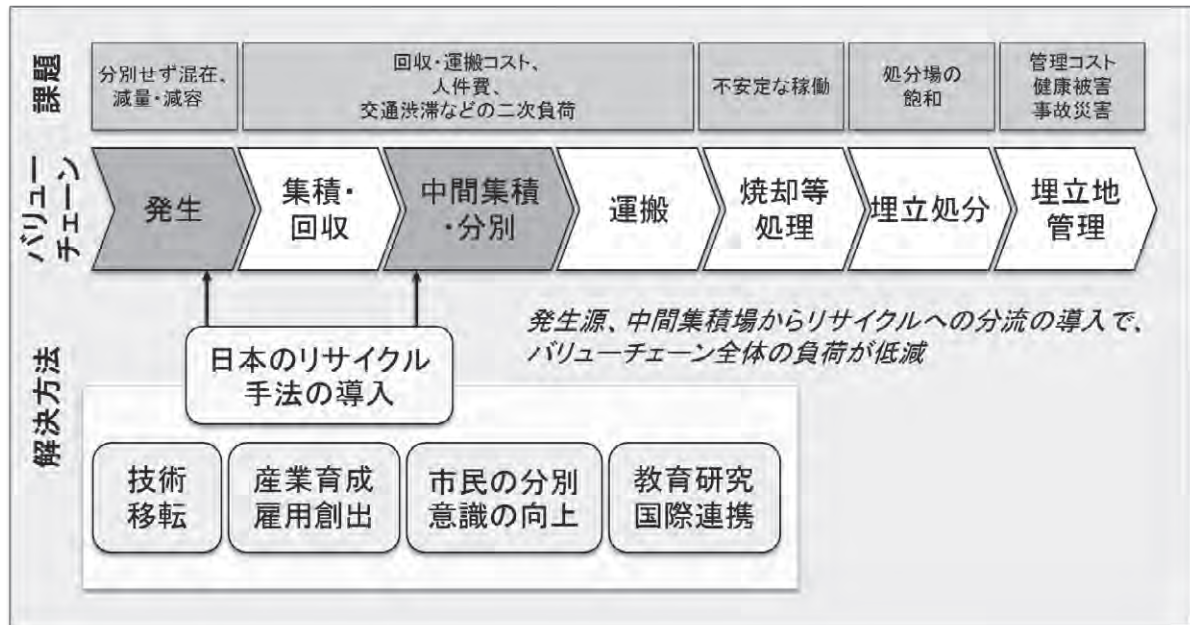 課題
分別せず混在、
減量・減容
回収・運搬コスト、
人件費、
交通渋滞などの二次負荷
不安定な稼働
処分場の
飽和
管理コスト
健康被害
事故災害
バリュー
チェーン
発生
集積・
回収
中間集積
・分別
運搬
焼却等
処理
埋立処分
埋立地
管理
解決方法
日本のリサイクル
手法の導入
発生源、中間集積場からリサイクルへの分流の導入で、
バリューチェーン全体の負荷が低減
技術
移転
産業育成
雇用創出
市民の分別
意識の向上
教育研究
国際連携